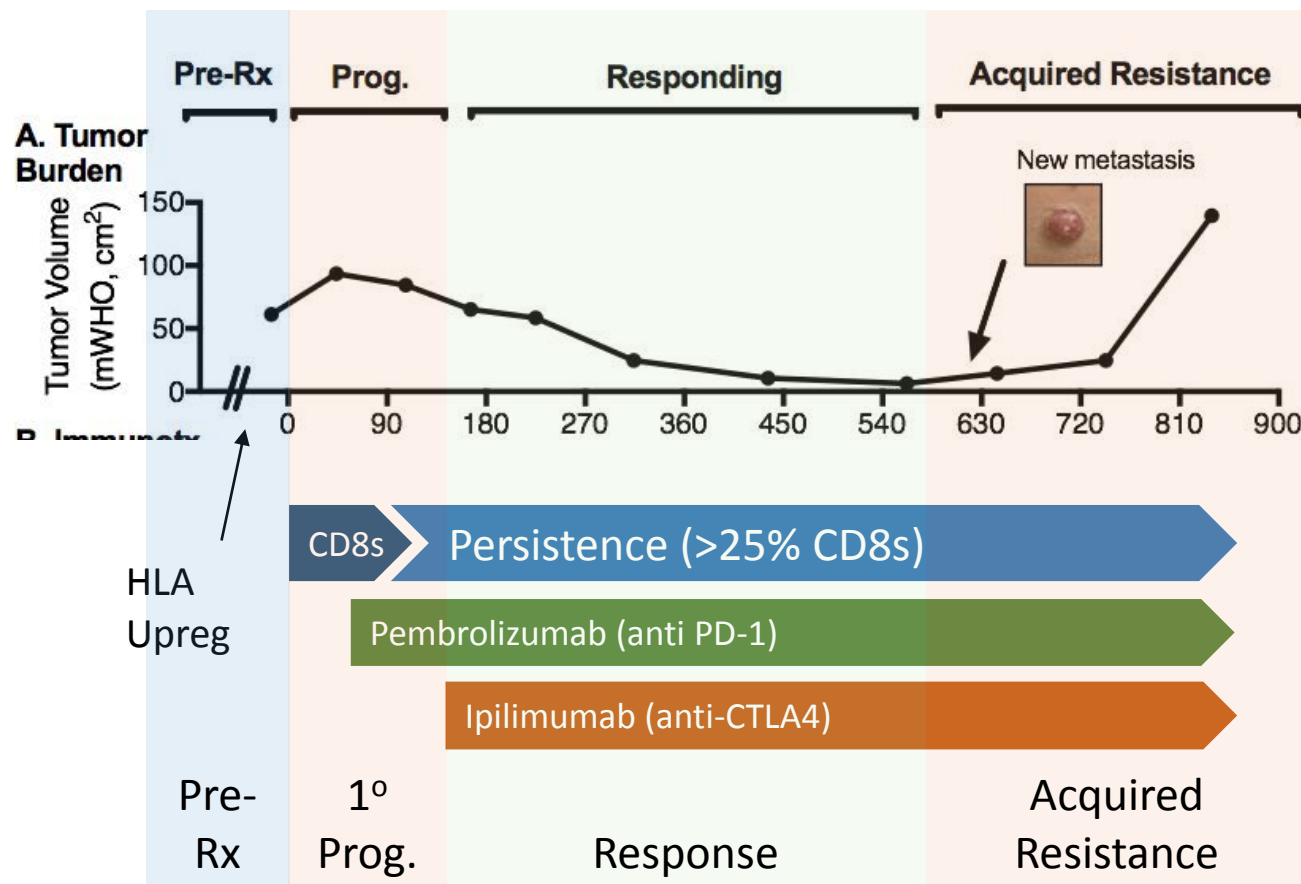 Pre-Rx Prog. Responding Acquired Resistance
A. Tumor
Burden
New metastasis
Tumor Volume
(mWHO, cm²)
150
100
50
0
0 90 180 270 360 450 540 630 720 810 900
CD8s Persistence (>25% CD8s)
HLA
Upreg
Pembrolizumab (anti PD-1)
Ipilimumab (anti-CTLA4)
Pre- 1º Acquired
Rx Prog. Response Resistance